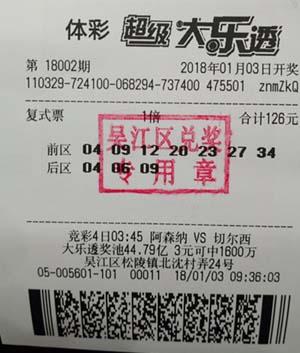 体彩 超级大乐透
第 18002期 2018年01月03日开奖
110329-724100-068294-737400 475501 znmZkQ
复式票 1倍 合计126元
前区 04 09 12 20 23 27 34
后区 04 06 09
吴江区兑奖
专用章
竞彩4日03:45 阿森纳 VS 切尔西
大乐透奖池44.79亿 3元可中1600万
吴江区松陵镇北沈村弄24号
05-005601-101 00011 18/01/03 09:36:03